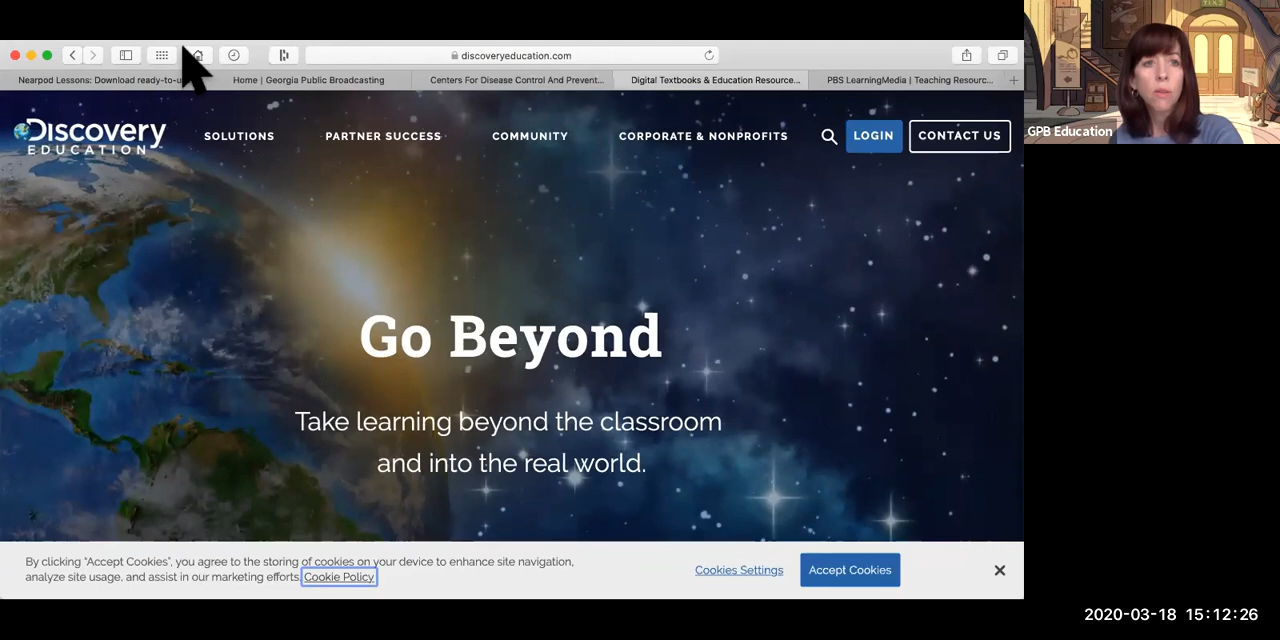 discoveryeducation.com
Nearpod Lessons: Download ready-to-u
Home | Georgia Public Broadcasting
Centers For Disease Control And Prevent...
Digital Textbooks & Education Resource...
PBS LearningMedia | Teaching Resourc...
Discovery
EDUCATION
SOLUTIONS
PARTNER SUCCESS
COMMUNITY
CORPORATE & NONPROFITS
LOGIN
CONTACT US
GPB Education
Go Beyond
Take learning beyond the classroom
and into the real world.
By clicking “Accept Cookies”, you agree to the storing of cookies on your device to enhance site navigation,
analyze site usage, and assist in our marketing efforts. Cookie Policy
Cookies Settings
Accept Cookies
2020-03-18 15:12:26